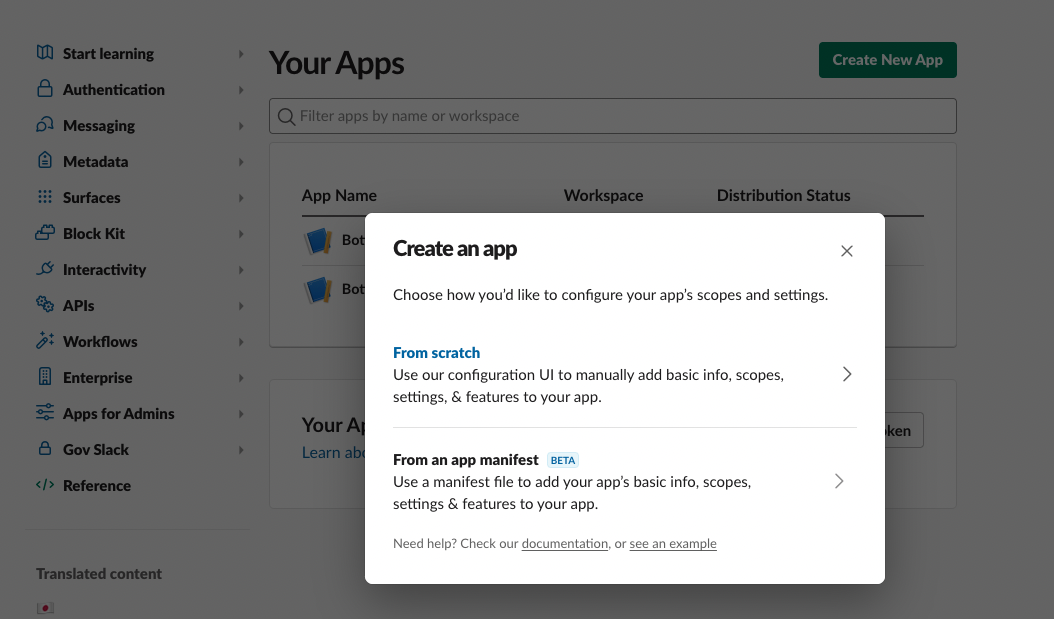 Start learning
Authentication
Messaging
Metadata
Surfaces
Block Kit
Interactivity
APIs
Workflows
Enterprise
Apps for Admins
Gov Slack
Reference
Translated content
Your Apps
Create New App
Filter apps by name or workspace
App Name Workspace Distribution Status
Bot
Bot
Your Ap
Learn abo
oken
Create an app
Choose how you’d like to configure your app’s scopes and settings.
From scratch
Use our configuration UI to manually add basic info, scopes,
settings, & features to your app.
From an app manifest BETA
Use a manifest file to add your app’s basic info, scopes,
settings & features to your app.
Need help? Check our documentation, or see an example